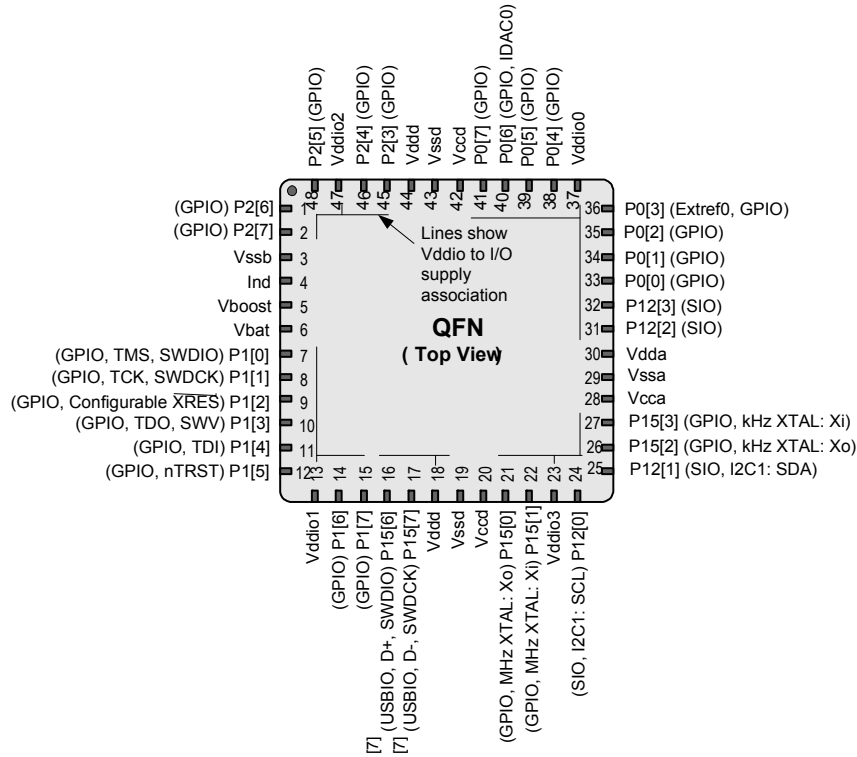 P2[5] (GPIO)
Vddio2
P2[4] (GPIO)
P2[3] (GPIO)
Vddd
Vssd
Vccd
P0[7] (GPIO)
P0[6] (GPIO, IDAC0)
P0[5] (GPIO)
P0[4] (GPIO)
Vddio0
48
47
46
45
44
43
42
41
40
39
38
37
(GPIO) P2[6]
1
(GPIO) P2[7]
2
Vssb
3
Ind
4
Vboost
5
Vbat
6
(GPIO, TMS, SWDIO) P1[0]
7
(GPIO, TCK, SWDCK) P1[1]
8
(GPIO, Configurable XRES) P1[2]
9
(GPIO, TDO, SWV) P1[3]
10
(GPIO, TDI) P1[4]
11
(GPIO, nTRST) P1[5]
12
Lines show
Vddio to I/O
supply
association
QFN
( Top View)
36
P0[3] (Extref0, GPIO)
35
P0[2] (GPIO)
34
P0[1] (GPIO)
33
P0[0] (GPIO)
32
P12[3] (SIO)
31
P12[2] (SIO)
30
Vdda
29
Vssa
28
Vcca
27
P15[3] (GPIO, kHz XTAL: Xi)
26
P15[2] (GPIO, kHz XTAL: Xo)
25
P12[1] (SIO, I2C1: SDA)
13
14
15
16
17
18
19
20
21
22
23
24
Vddio1
(GPIO) P1[6]
(GPIO) P1[7]
[7] (USBIO, D+, SWDIO) P15[6]
[7] (USBIO, D-, SWDCK) P15[7]
Vddd
Vssd
Vccd
(GPIO, MHz XTAL: Xo) P15[0]
(GPIO, MHz XTAL: Xi) P15[1]
Vddio3
(SIO, I2C1: SCL) P12[0]